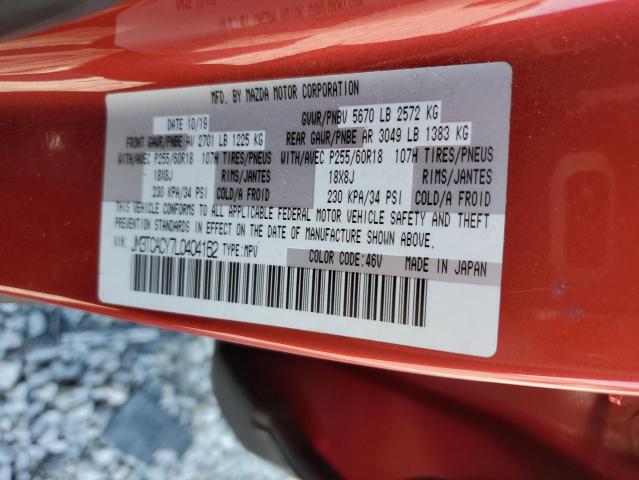 MFD. BY MAZDA MOTOR CORPORATION
DATE 10/19 GVWR/PNBV 5670 LB 2572 KG
FRONT GAWR/PNBE AV 2701 LB 1225 KG REAR GAWR/PNBE AR 3049 LB 1383 KG
WITH/AVEC P255/60R18 107H TIRES/PNEUS WITH/AVEC P255/60R18 107H TIRES/PNEUS
18X8J RIMS/JANTES 18X8J RIMS/JANTES
230 KPA/34 PSI COLD/A FROID 230 KPA/34 PSI COLD/A FROID
THIS VEHICLE CONFORMS TO ALL APPLICABLE FEDERAL MOTOR VEHICLE SAFETY AND THEFT
PREVENTION STANDARDS IN EFFECT ON THE DATE OF MANUFACTURE SHOWN ABOVE.
VIN: JM3TCACY7L0404162 TYPE: MPV COLOR CODE: 46V MADE IN JAPAN